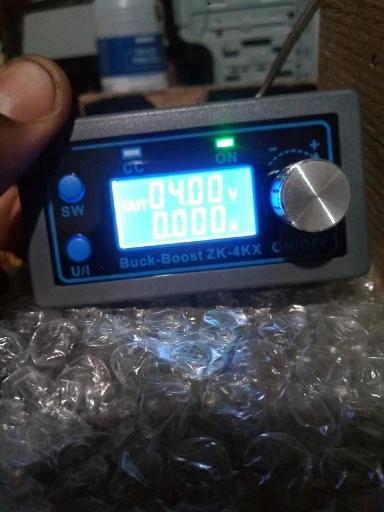 CC
ON
- +
OUT 04.00 V
SW
0.000 A
U/I
Buck-Boost ZK-4KX
ON/OFF